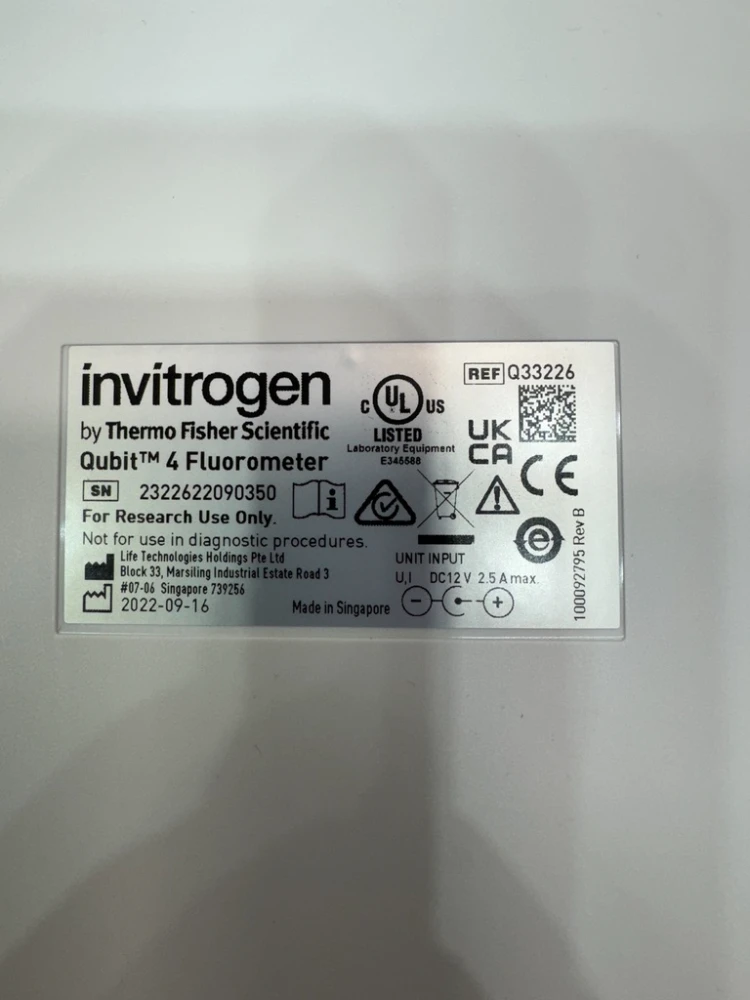 invitrogen
by Thermo Fisher Scientific
Qubit™ 4 Fluorometer
SN 2322622090350
For Research Use Only.
Not for use in diagnostic procedures.
Life Technologies Holdings Pte Ltd
Block 33, Marsiling Industrial Estate Road 3
#07-06 Singapore 739256
2022-09-16
Made in Singapore
C UL US
LISTED
Laboratory Equipment
E345588
REF Q33226
UK
CA
CE
e
UNIT INPUT
U,I DC12 V 2.5 A max.
100092795 Rev B